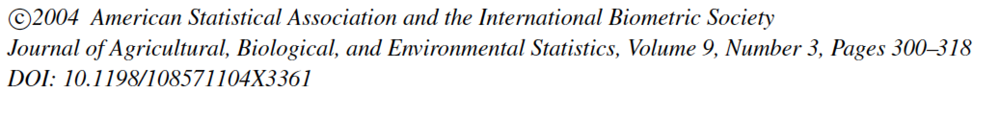 ©2004 American Statistical Association and the International Biometric Society
Journal of Agricultural, Biological, and Environmental Statistics, Volume 9, Number 3, Pages 300–318
DOI: 10.1198/108571104X3361